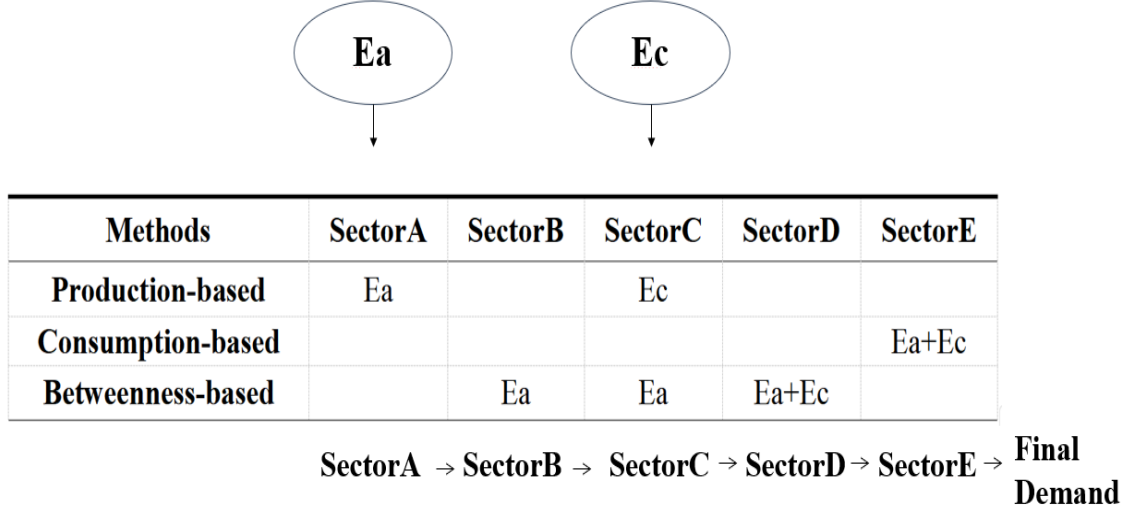 Ea Ec
Methods SectorA SectorB SectorC SectorD SectorE
Production-based Ea Ec
Consumption-based Ea+Ec
Betweenness-based Ea Ea Ea+Ec
SectorA → SectorB → SectorC → SectorD → SectorE → Final
Demand